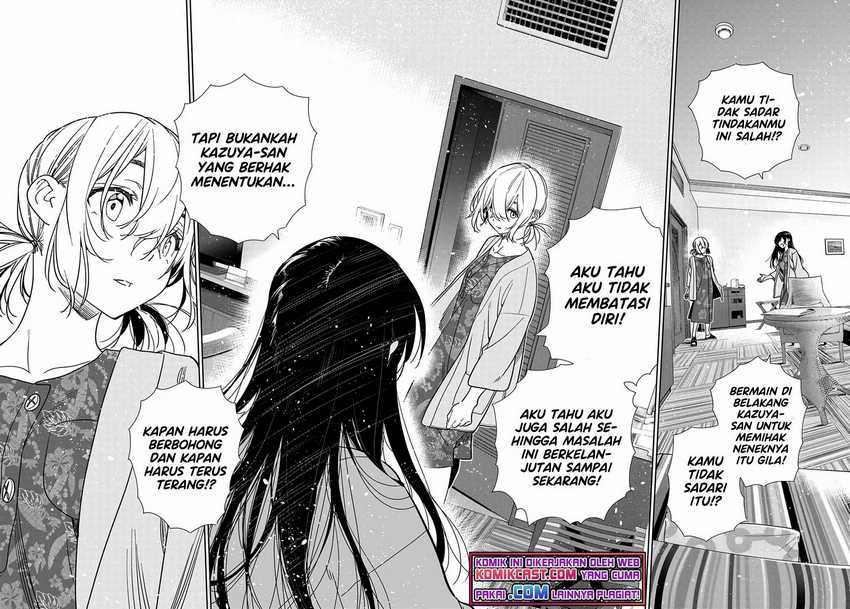 KAMU TI-
DAK SADAR
TINDAKANMU
INI SALAH!?
BERMAIN DI
BELAKANG
KAZUYA-
SAN UNTUK
MEMIHAK
NENEKNYA
ITU GILA!
KAMU
TIDAK
SADARI
ITU!?
AKU TAHU
AKU TIDAK
MEMBATASI
DIRI!
AKU TAHU AKU
JUGA SALAH SE-
HINGGA MASALAH
INI BERKELAN-
JUTAN SAMPAI
SEKARANG!
TAPI BUKANKAH
KAZUYA-SAN
YANG BERHAK
MENENTUKAN...
KAPAN HARUS
BERBOHONG
DAN KAPAN
HARUS TERUS
TERANG!?
KOMIK INI DIKERJAKAN OLEH WEB
KOMIKCAST.COM YANG CUMA
PAKAI .COM LAINNYA PLAGIAT!